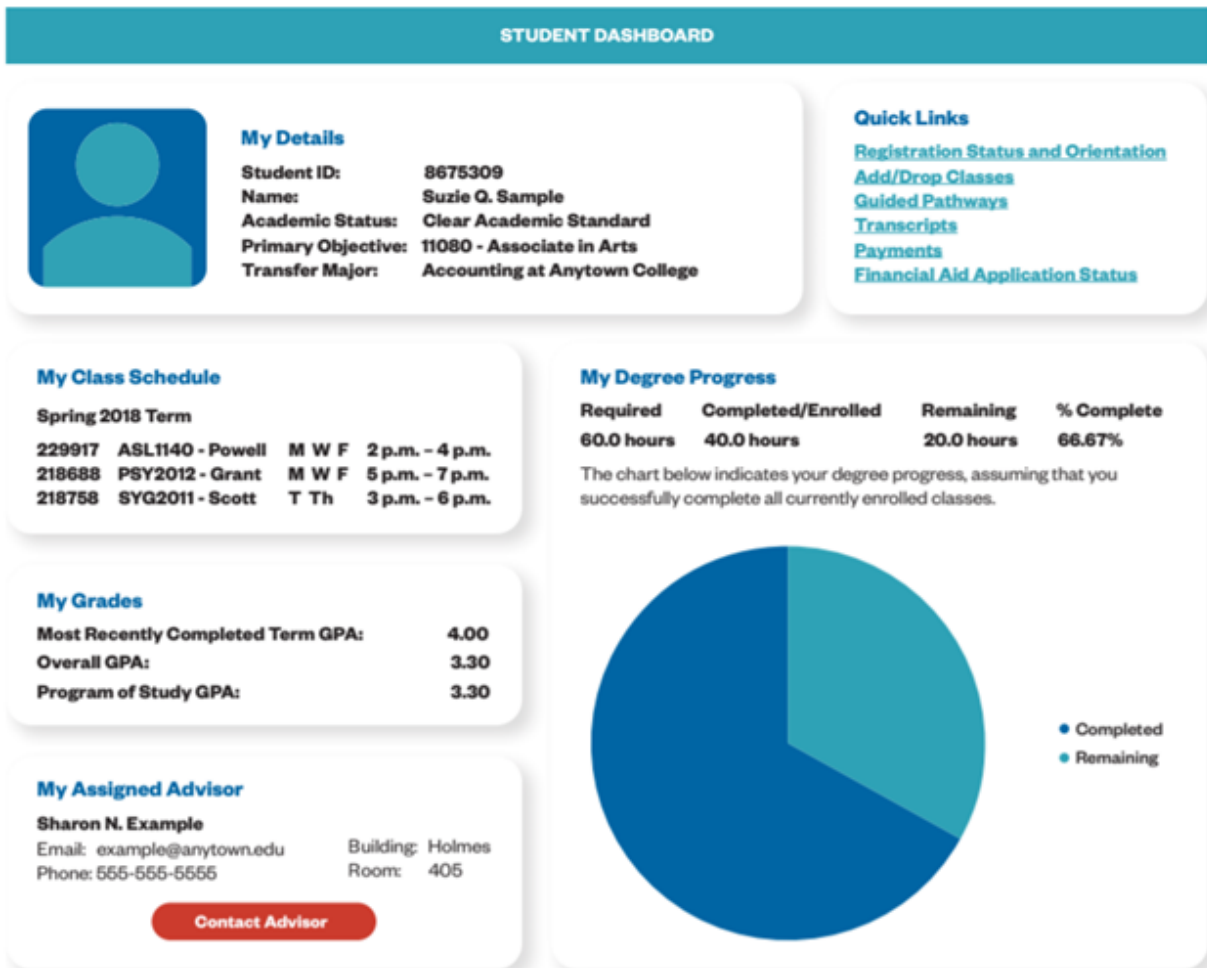 STUDENT DASHBOARD
My Details
Student ID: 8675309
Name: Suzie Q. Sample
Academic Status: Clear Academic Standard
Primary Objective: 11080 - Associate in Arts
Transfer Major: Accounting at Anytown College
Quick Links
Registration Status and Orientation
Add/Drop Classes
Guided Pathways
Transcripts
Payments
Financial Aid Application Status
My Class Schedule
Spring 2018 Term
229917 ASL1140 - Powell M W F 2 p.m. – 4 p.m.
218688 PSY2012 - Grant M W F 5 p.m. – 7 p.m.
218758 SYG2011 - Scott T Th 3 p.m. – 6 p.m.
My Grades
Most Recently Completed Term GPA: 4.00
Overall GPA: 3.30
Program of Study GPA: 3.30
My Assigned Advisor
Sharon N. Example
Email: example@anytown.edu Building: Holmes
Phone: 555-555-5555 Room: 405
Contact Advisor
My Degree Progress
Required Completed/Enrolled Remaining % Complete
60.0 hours 40.0 hours 20.0 hours 66.67%
The chart below indicates your degree progress, assuming that you
successfully complete all currently enrolled classes.
Completed
Remaining